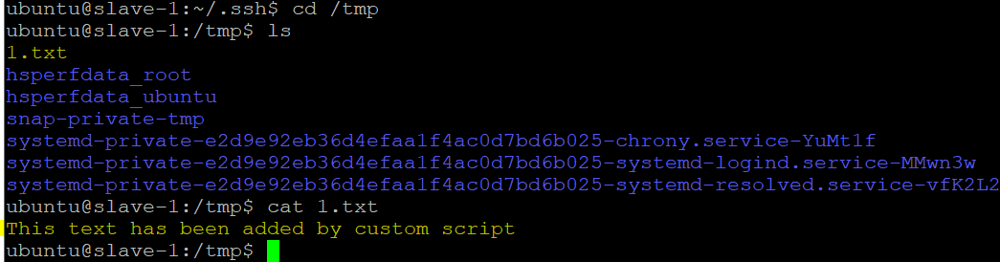 ubuntu@slave-1:~/.ssh$ cd /tmp
ubuntu@slave-1:/tmp$ ls
1.txt
hsperfdata_root
hsperfdata_ubuntu
snap-private-tmp
systemd-private-e2d9e92eb36d4efaa1f4ac0d7bd6b025-chrony.service-YuMt1f
systemd-private-e2d9e92eb36d4efaa1f4ac0d7bd6b025-systemd-logind.service-MMwn3w
systemd-private-e2d9e92eb36d4efaa1f4ac0d7bd6b025-systemd-resolved.service-vfK2L2
ubuntu@slave-1:/tmp$ cat 1.txt
This text has been added by custom script
ubuntu@slave-1:/tmp$